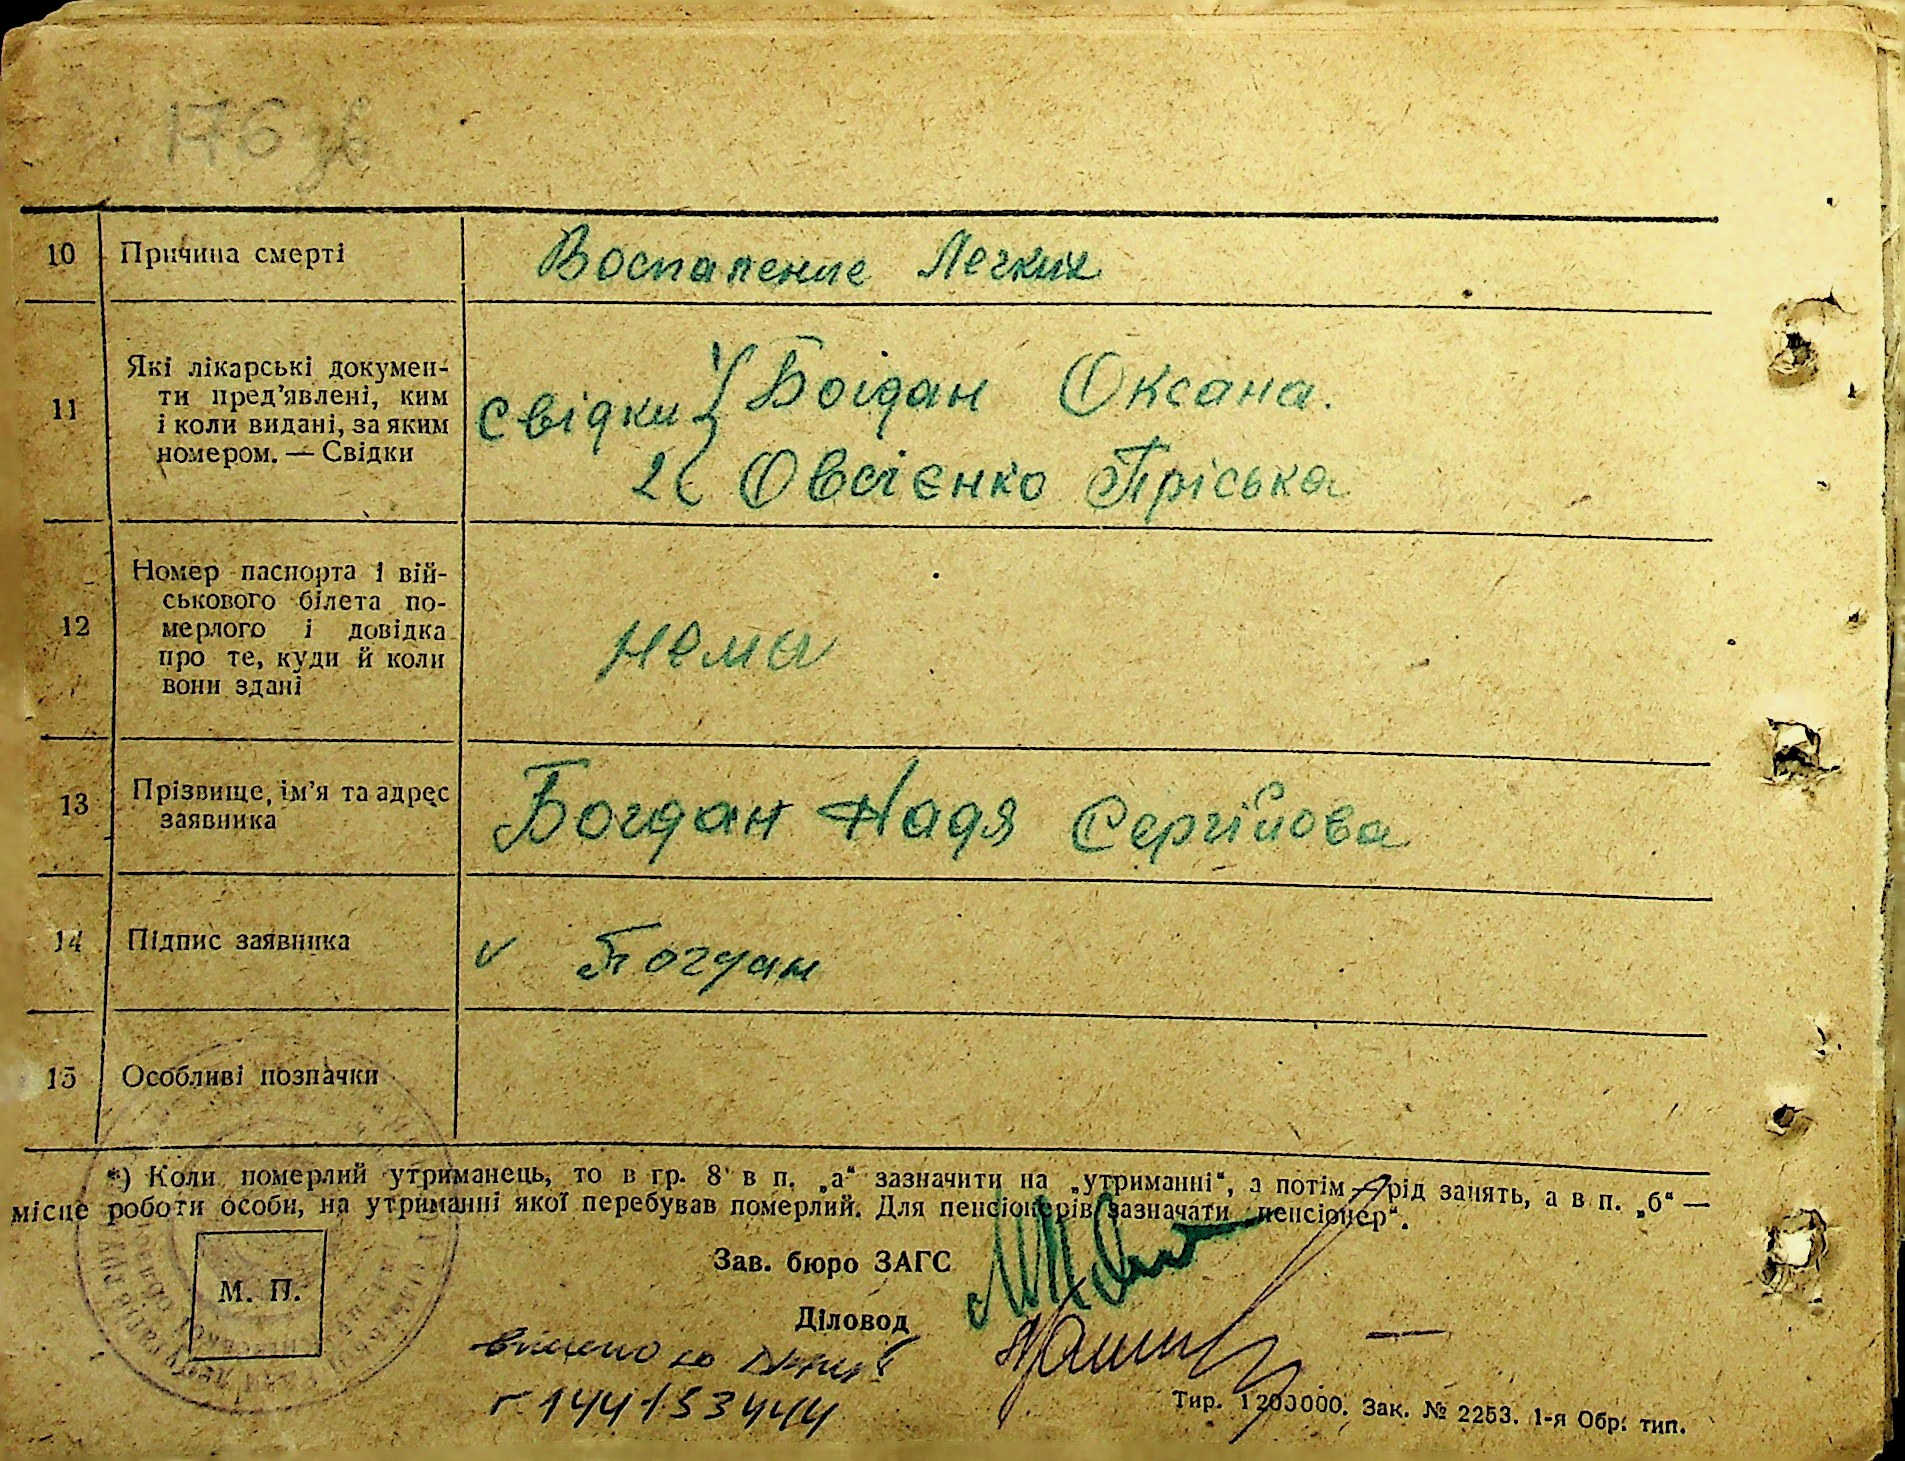 176 зв
10 Причина смерті Воспаление Легких
11 Які лікарські докумен-
ти пред’явлені, ким
і коли видані, за яким
номером. — Свідки
Свідки 1 { Богдан Оксана.
2 { Овсієнко Пріська
12 Номер паспорта і вій-
ськового білета по-
мерлого і довідка
про те, куди й коли
вони здані
нема
13 Прізвище, ім’я та адрес
заявника
Богдан Надя Сергійова
14 Підпис заявника v Богдан
15 Особливі позначки
*) Коли померлий утриманець, то в гр. 8 в п. „а“ зазначити на „утриманні“, а потім — рід занять, а в п. „б“ —
місце роботи особи, на утриманні якої перебував померлий. Для пенсіонерів зазначати „пенсіонер“.
М. П.
Зав. бюро ЗАГС
Діловод
Тир. 1200000. Зак. № 2253. 1-я Обр. тип.